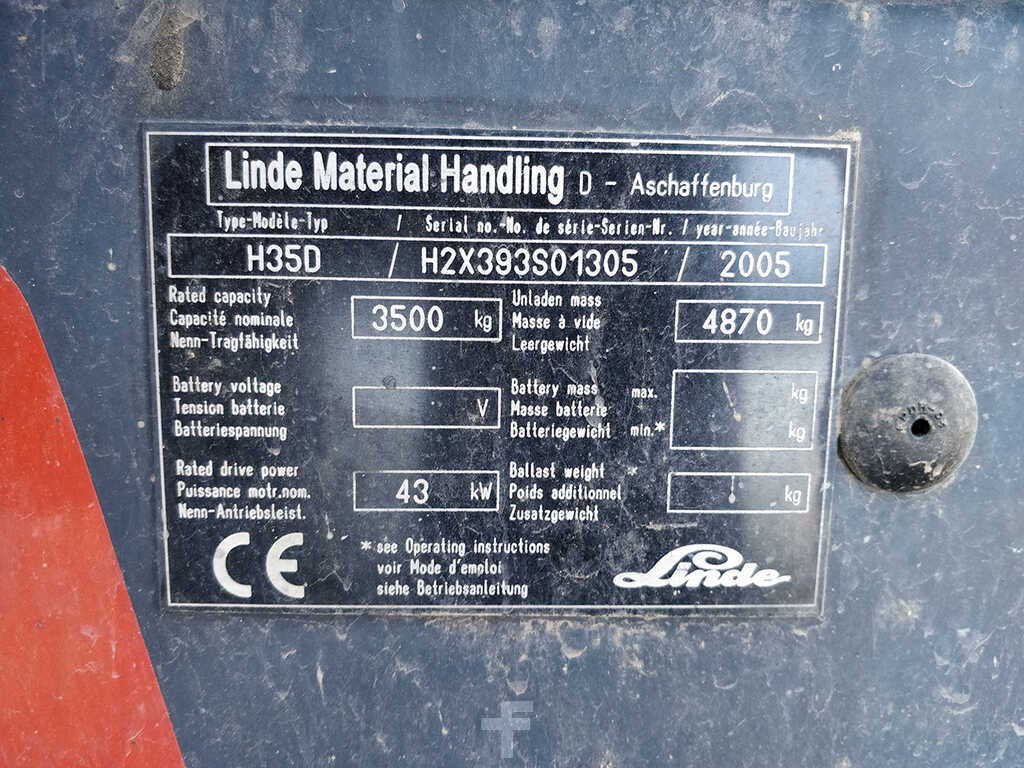 Linde Material Handling D - Aschaffenburg
Type-Modèle-Typ / Serial no.-No. de série-Serien-Nr. / year-année-Baujahr
H35D / H2X393S01305 / 2005
Rated capacity
Capacité nominale 3500 kg
Nenn-Tragfähigkeit
Unladen mass
Masse à vide 4870 kg
Leergewicht
Battery voltage
Tension batterie V
Batteriespannung
Battery mass max. kg
Masse batterie
Batteriegewicht min.* kg
Rated drive power
Puissance motr.nom. 43 kW
Nenn-Antriebsleist.
Ballast weight *
Poids additionnel kg
Zusatzgewicht
CE
* see Operating instructions
voir Mode d'emploi
siehe Betriebsanleitung
Linde